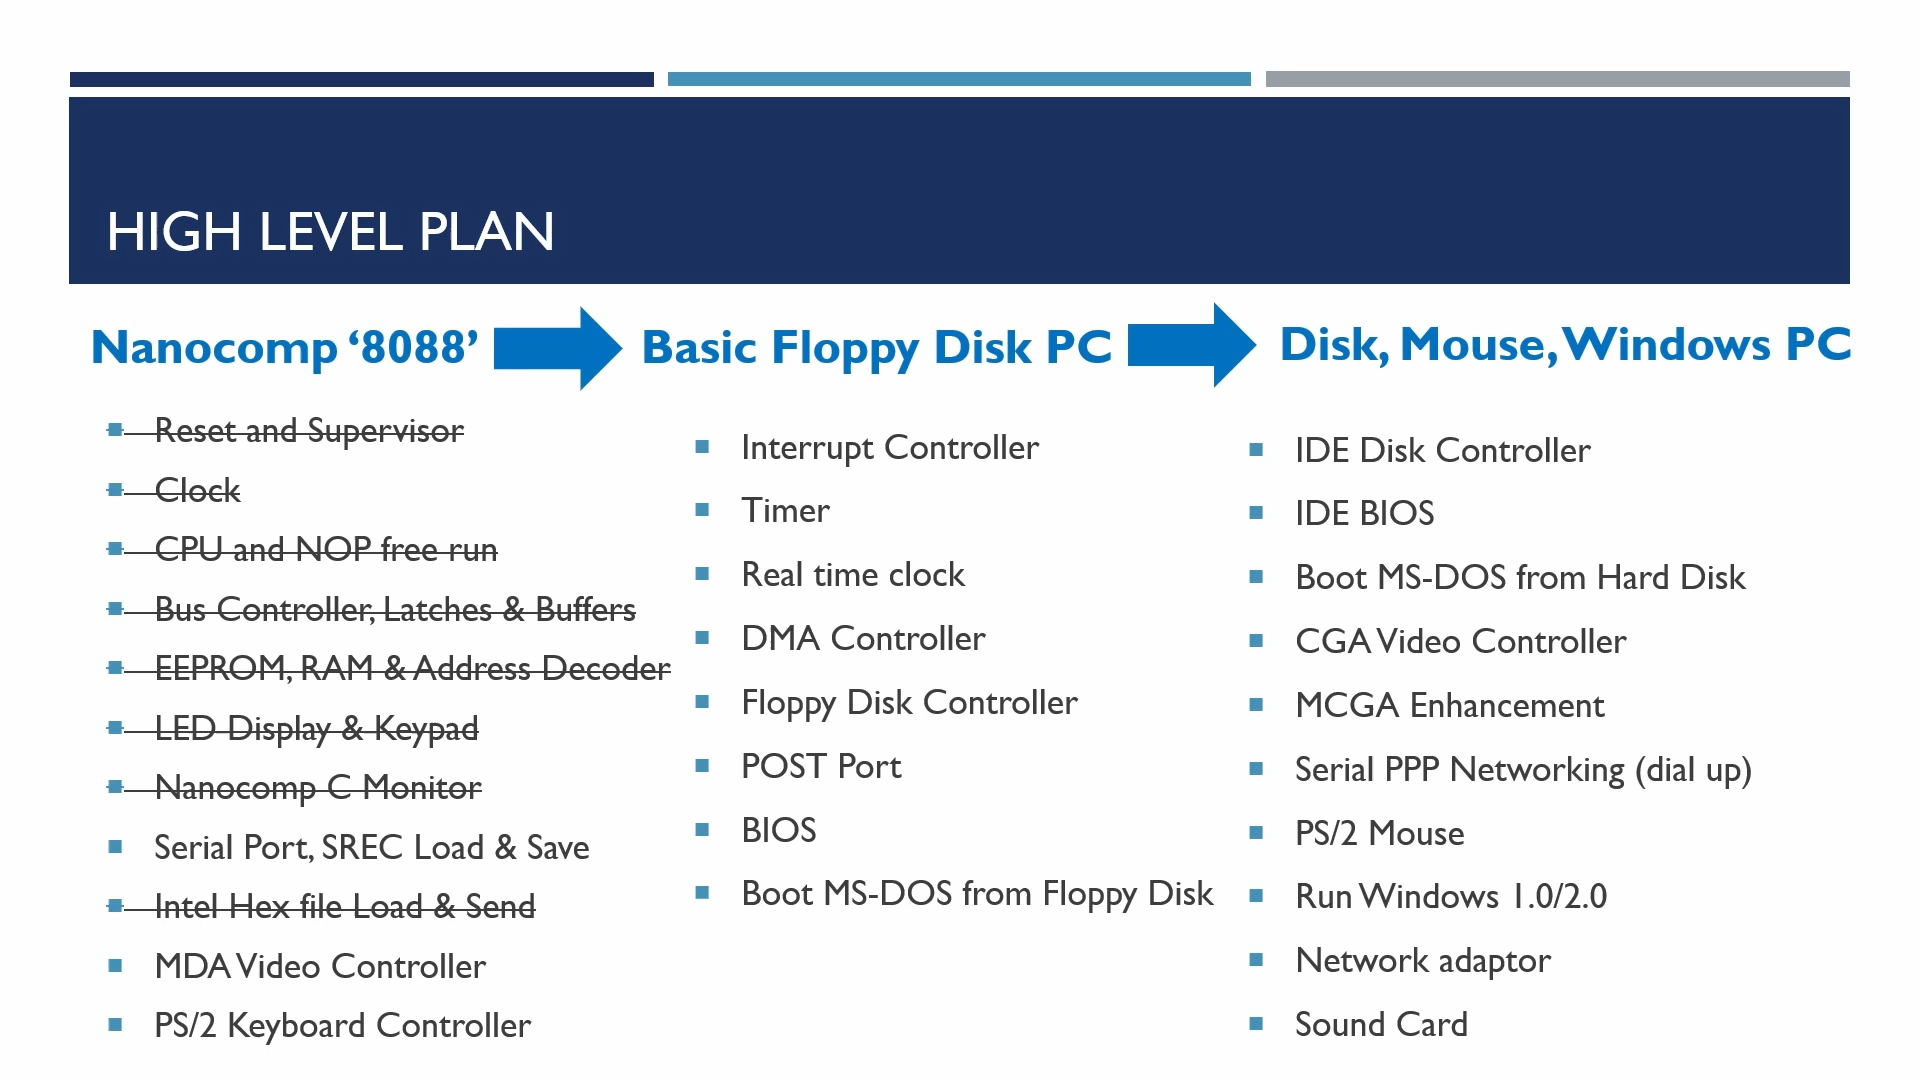 HIGH LEVEL PLAN
Nanocomp ‘8088’
Reset and Supervisor
Clock
CPU and NOP free run
Bus Controller, Latches & Buffers
EEPROM, RAM & Address Decoder
LED Display & Keypad
Nanocomp C Monitor
Serial Port, SREC Load & Save
Intel Hex file Load & Send
MDA Video Controller
PS/2 Keyboard Controller
Basic Floppy Disk PC
Interrupt Controller
Timer
Real time clock
DMA Controller
Floppy Disk Controller
POST Port
BIOS
Boot MS-DOS from Floppy Disk
Disk, Mouse, Windows PC
IDE Disk Controller
IDE BIOS
Boot MS-DOS from Hard Disk
CGA Video Controller
MCGA Enhancement
Serial PPP Networking (dial up)
PS/2 Mouse
Run Windows 1.0/2.0
Network adaptor
Sound Card